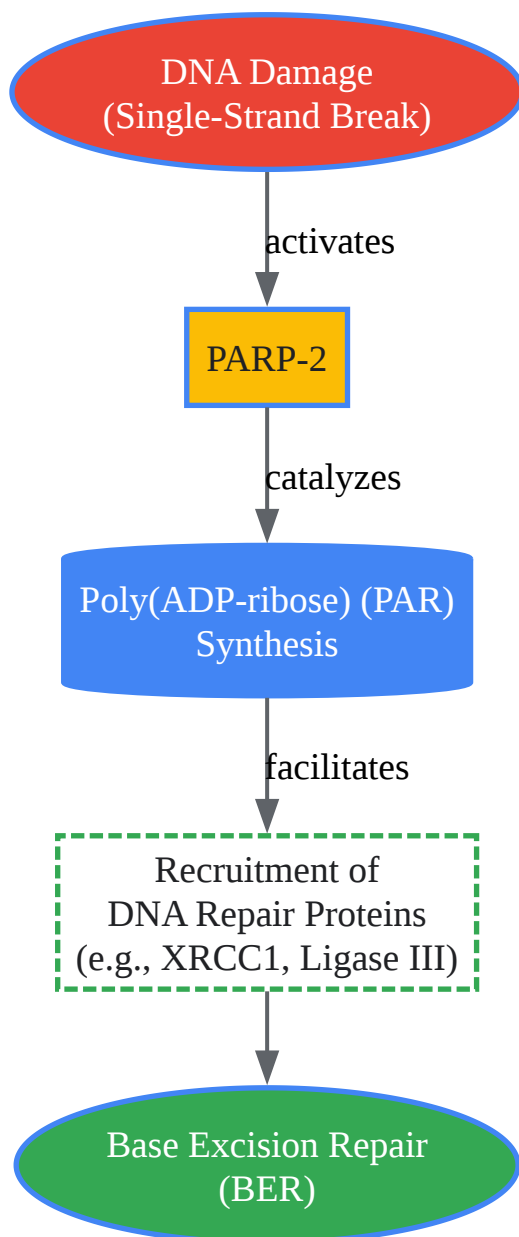 DNA Damage
(Single-Strand Break)
activates
PARP-2
catalyzes
Poly(ADP-ribose) (PAR)
Synthesis
facilitates
Recruitment of
DNA Repair Proteins
(e.g., XRCC1, Ligase III)
Base Excision Repair
(BER)